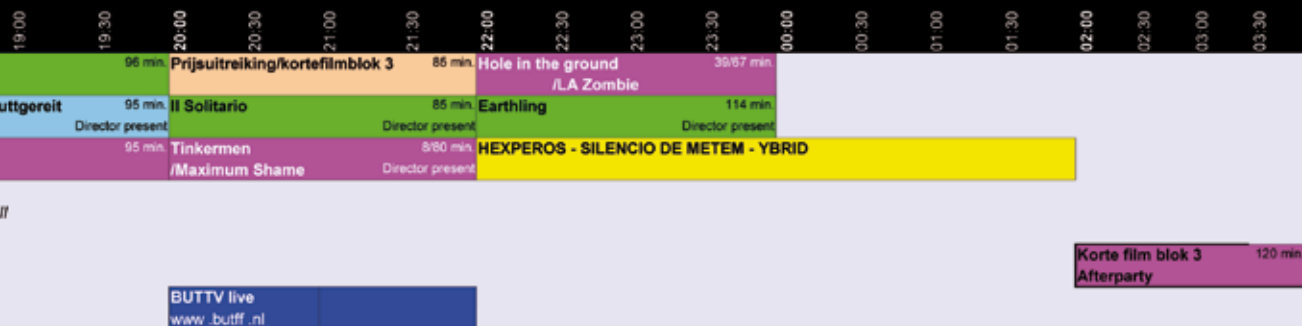 19:00 19:30 20:00 20:30 21:00 21:30 22:00 22:30 23:00 23:30 00:00 00:30 01:00 01:30 02:00 02:30 03:00 03:30
96 min. Prijsuitreiking/kortefilmblok 3 85 min. Hole in the ground 39/67 min.
/LA Zombie
uttgereit 95 min. Il Solitario 85 min. Earthling 114 min.
Director present Director present Director present
95 min. Tinkermen 8/80 min. HEXPEROS - SILENCIO DE METEM - YBRID
/Maximum Shame Director present
Korte film blok 3 120 min
Afterparty
BUTTV live
www .butff .nl